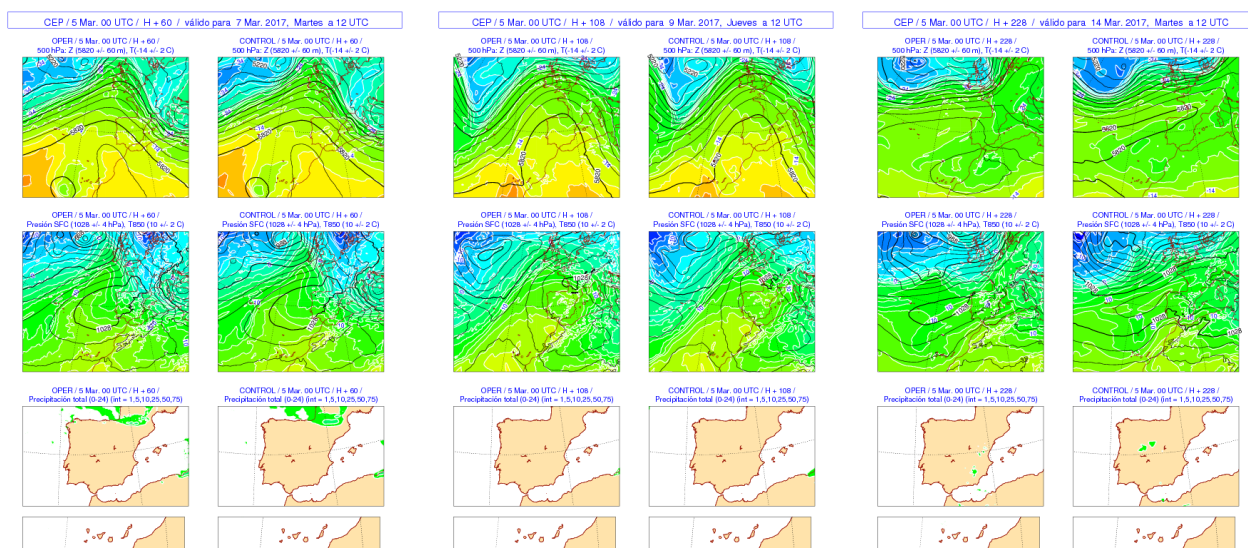 CEP / 5 Mar. 00 UTC / H + 60 / válido para 7 Mar. 2017, Martes a 12 UTC
OPER / 5 Mar. 00 UTC / H + 60 /
500 hPa: Z (5820 +/- 60 m), T(-14 +/- 2 C)
CONTROL / 5 Mar. 00 UTC / H + 60 /
500 hPa: Z (5820 +/- 60 m), T(-14 +/- 2 C)
OPER / 5 Mar. 00 UTC / H + 60 /
Presión SFC (1028 +/- 4 hPa), T850 (10 +/- 2 C)
CONTROL / 5 Mar. 00 UTC / H + 60 /
Presión SFC (1028 +/- 4 hPa), T850 (10 +/- 2 C)
OPER / 5 Mar. 00 UTC / H + 60 /
Precipitación total (0-24) (int = 1,5,10,25,50,75)
CONTROL / 5 Mar. 00 UTC / H + 60 /
Precipitación total (0-24) (int = 1,5,10,25,50,75)
CEP / 5 Mar. 00 UTC / H + 108 / válido para 9 Mar. 2017, Jueves a 12 UTC
OPER / 5 Mar. 00 UTC / H + 108 /
500 hPa: Z (5820 +/- 60 m), T(-14 +/- 2 C)
CONTROL / 5 Mar. 00 UTC / H + 108 /
500 hPa: Z (5820 +/- 60 m), T(-14 +/- 2 C)
OPER / 5 Mar. 00 UTC / H + 108 /
Presión SFC (1028 +/- 4 hPa), T850 (10 +/- 2 C)
CONTROL / 5 Mar. 00 UTC / H + 108 /
Presión SFC (1028 +/- 4 hPa), T850 (10 +/- 2 C)
OPER / 5 Mar. 00 UTC / H + 108 /
Precipitación total (0-24) (int = 1,5,10,25,50,75)
CONTROL / 5 Mar. 00 UTC / H + 108 /
Precipitación total (0-24) (int = 1,5,10,25,50,75)
CEP / 5 Mar. 00 UTC / H + 228 / válido para 14 Mar. 2017, Martes a 12 UTC
OPER / 5 Mar. 00 UTC / H + 228 /
500 hPa: Z (5820 +/- 60 m), T(-14 +/- 2 C)
CONTROL / 5 Mar. 00 UTC / H + 228 /
500 hPa: Z (5820 +/- 60 m), T(-14 +/- 2 C)
OPER / 5 Mar. 00 UTC / H + 228 /
Presión SFC (1028 +/- 4 hPa), T850 (10 +/- 2 C)
CONTROL / 5 Mar. 00 UTC / H + 228 /
Presión SFC (1028 +/- 4 hPa), T850 (10 +/- 2 C)
OPER / 5 Mar. 00 UTC / H + 228 /
Precipitación total (0-24) (int = 1,5,10,25,50,75)
CONTROL / 5 Mar. 00 UTC / H + 228 /
Precipitación total (0-24) (int = 1,5,10,25,50,75)